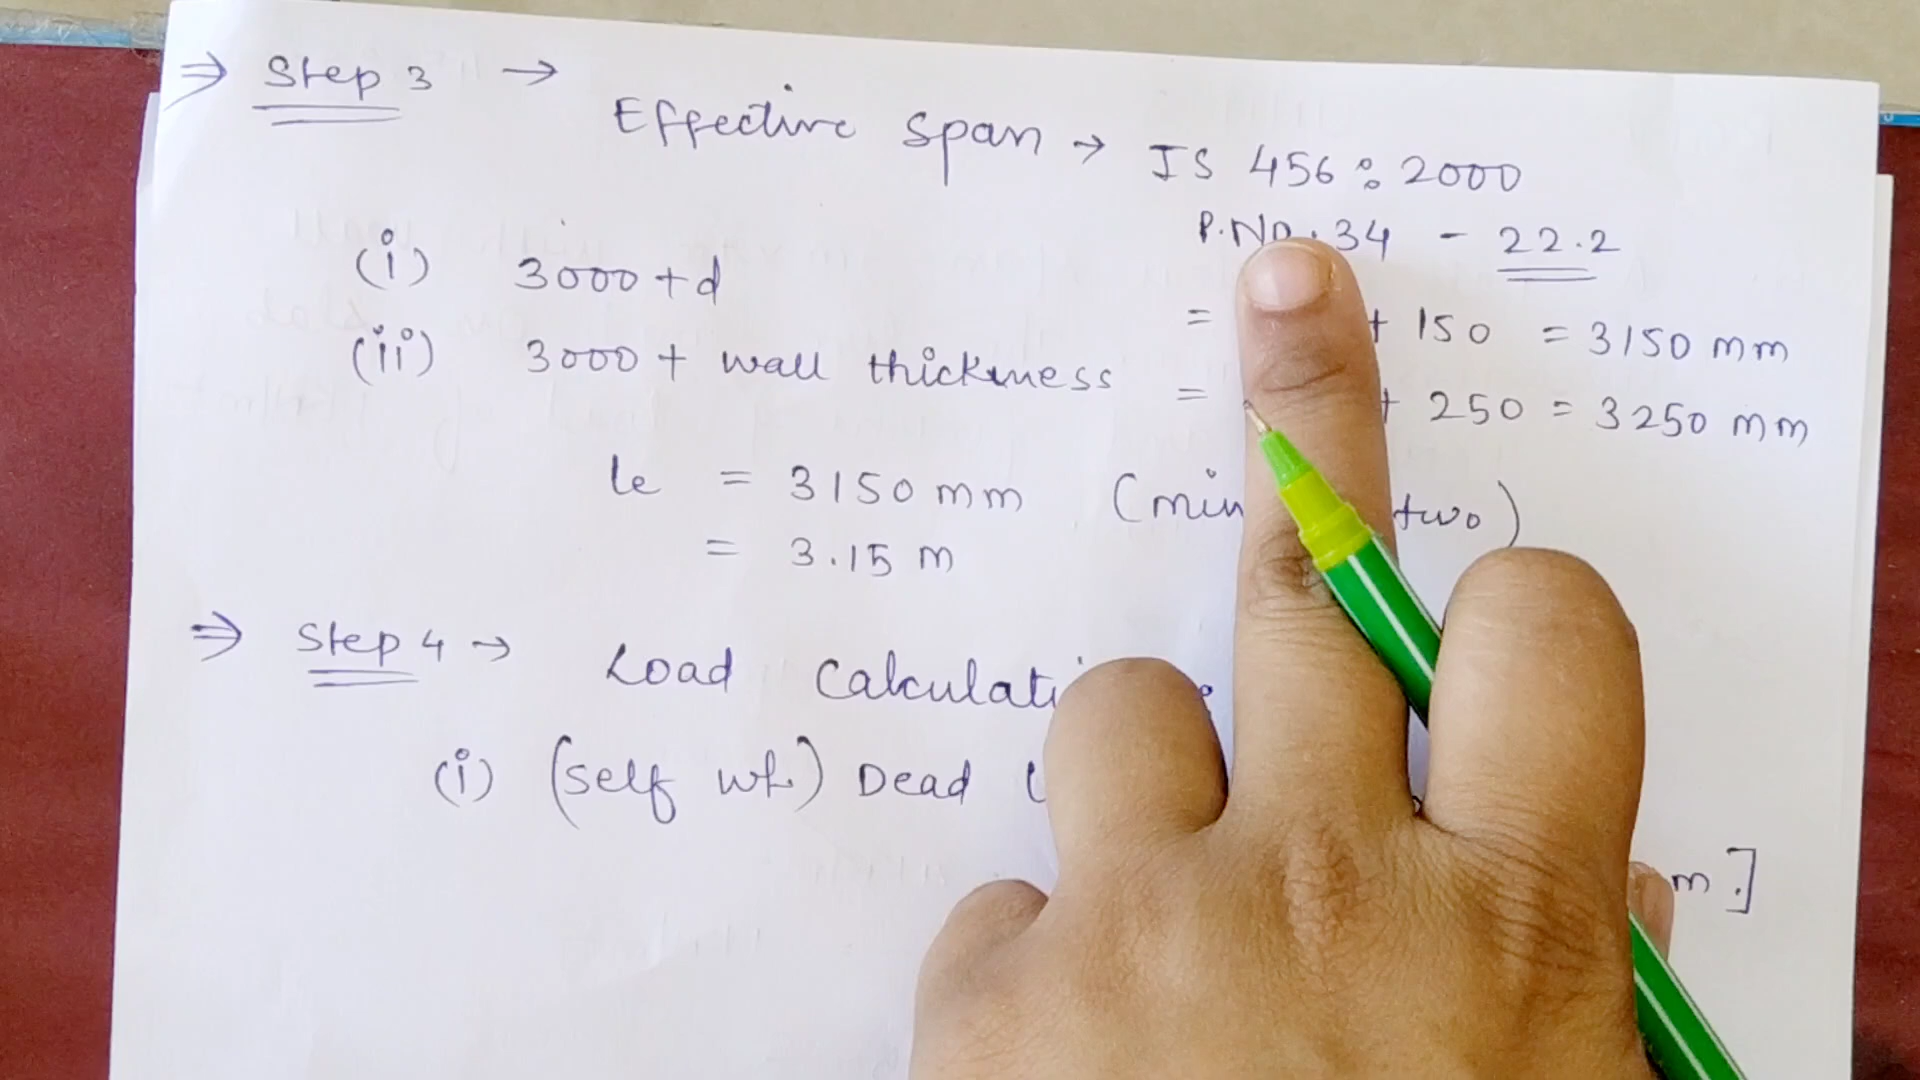 ⇒ Step 3 →
Effective span → IS 456 : 2000
P.No. 34 - 22.2
(i) 3000 + d = + 150 = 3150 mm
(ii) 3000 + wall thickness = + 250 = 3250 mm
le = 3150 mm (min two)
= 3.15 m
⇒ Step 4 → Load Calculati
(i) (self wt.) Dead
m.]